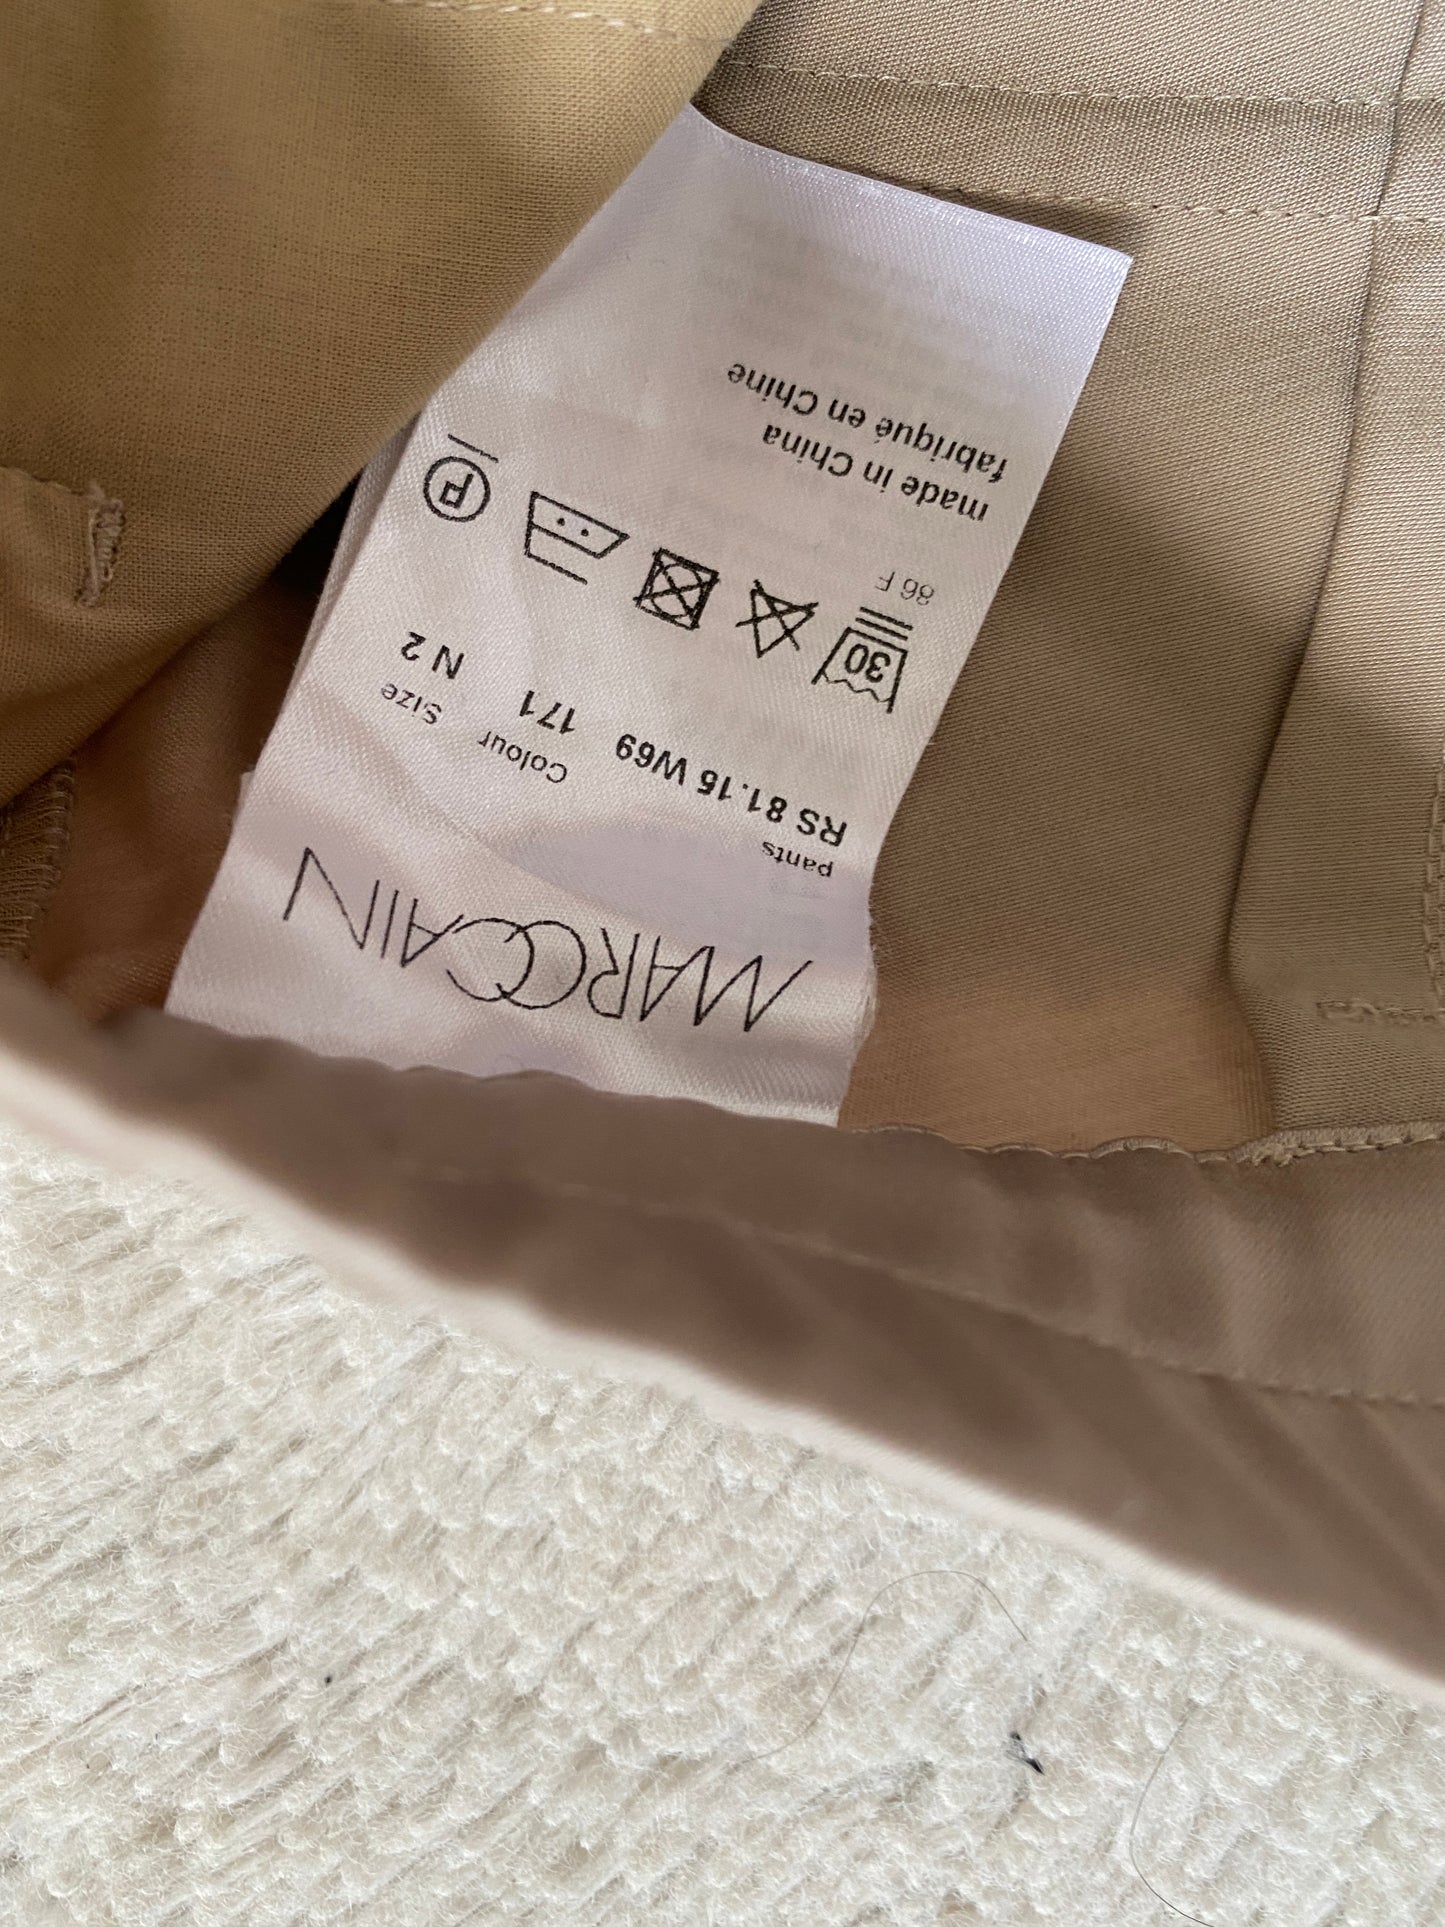 MARCCAIN
pants Colour Size
RS 81.15 W69 171 N 2
30
P
86 F
made in China
fabriqué en Chine